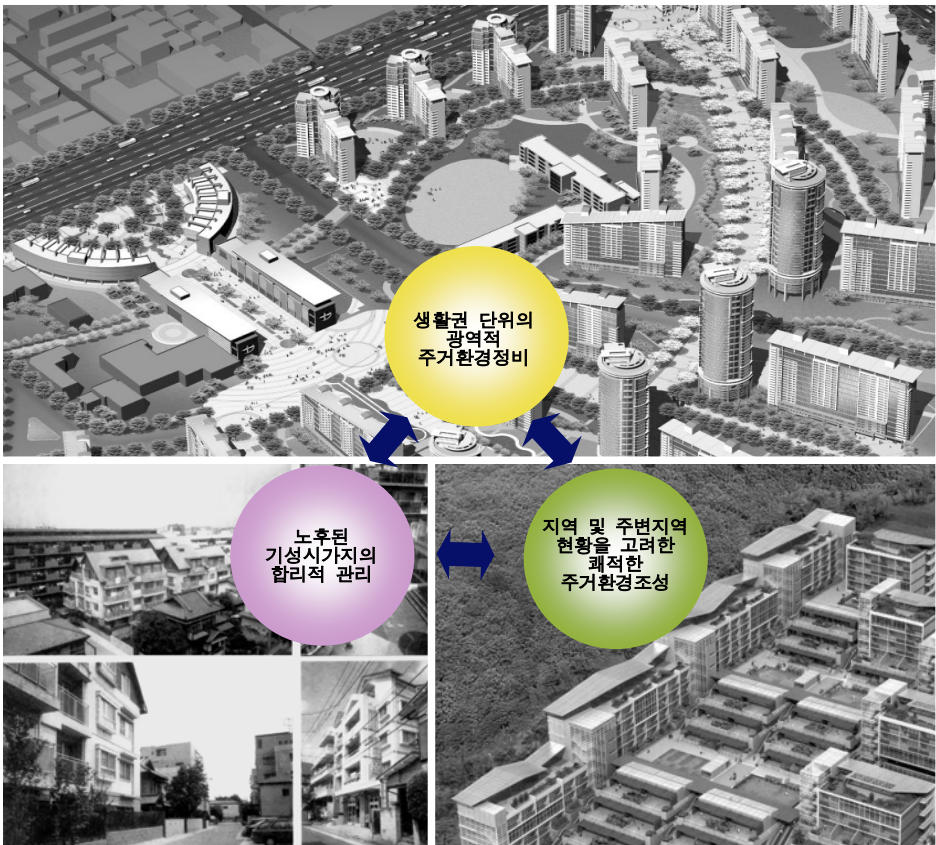 생활권 단위의
광역적
주거환경정비
노후된
기성시가지의
합리적 관리
지역 및 주변지역
현황을 고려한
쾌적한
주거환경조성